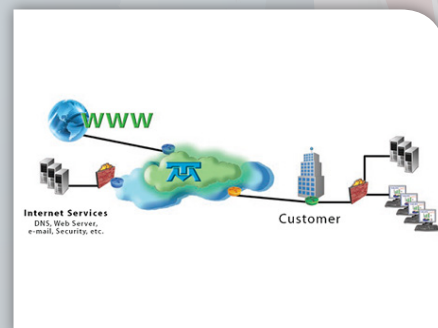 WWW
Internet Services
DNS, Web Server,
e-mail, Security, etc.
Customer